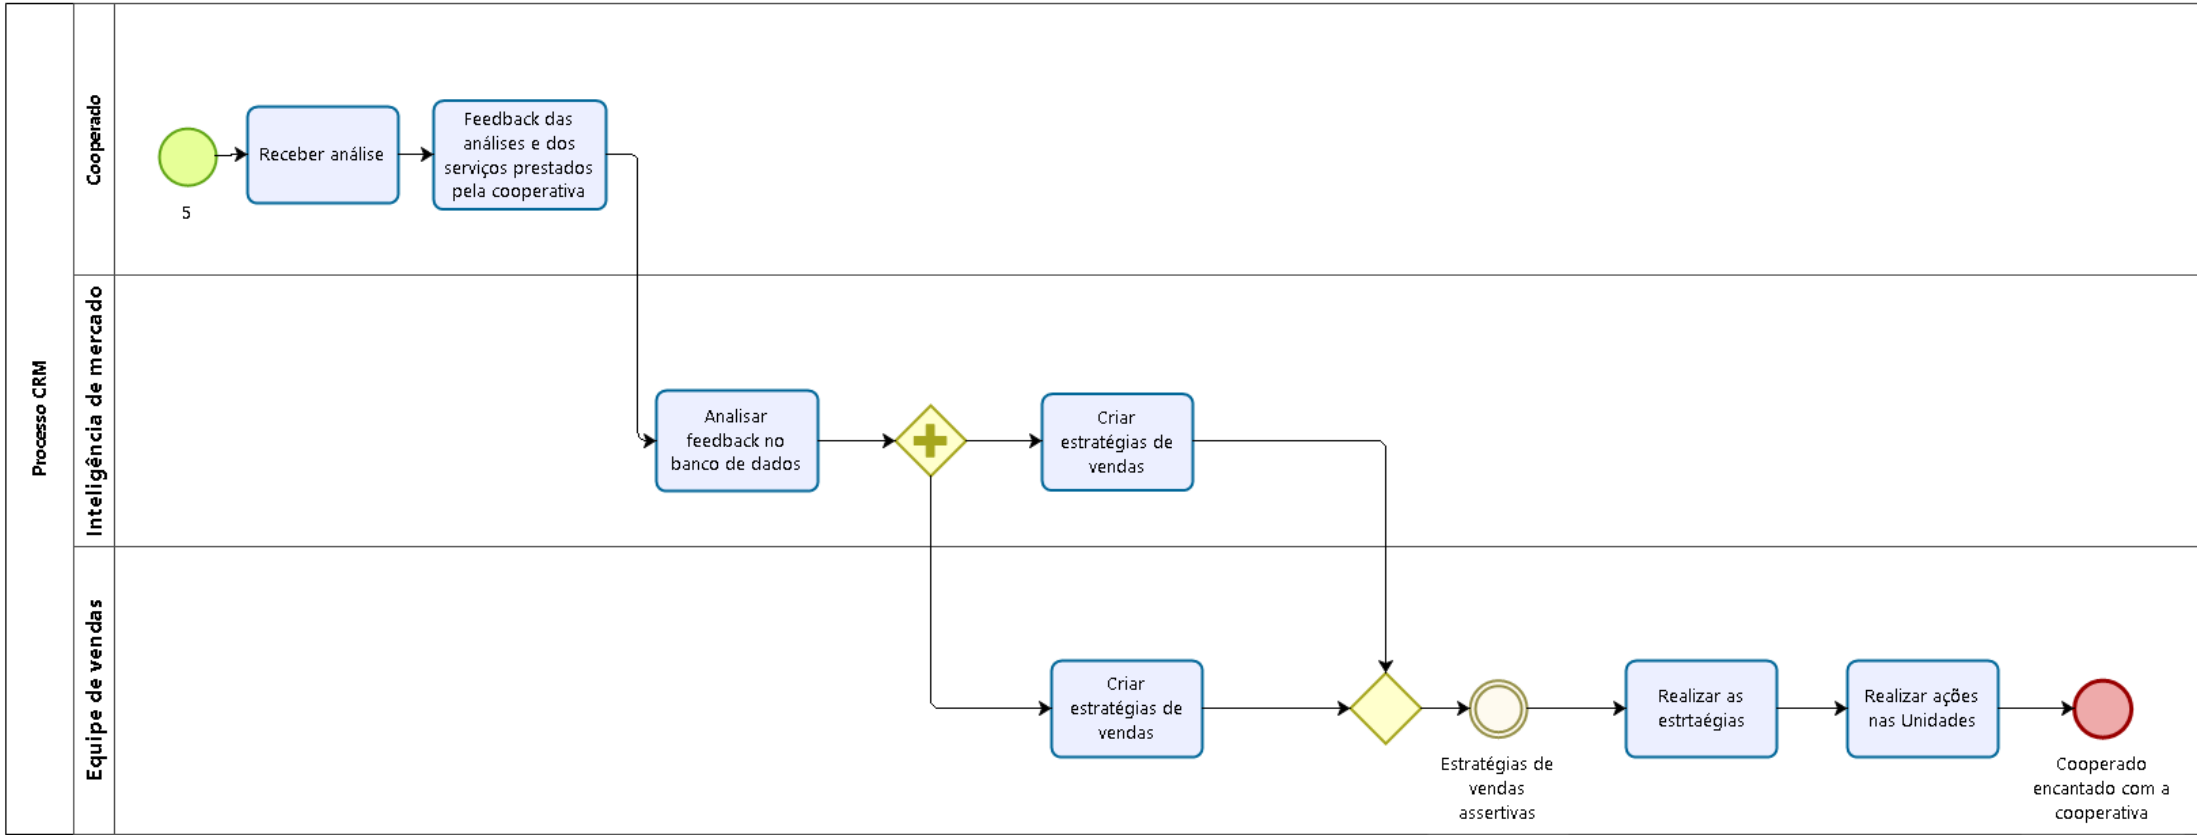 Processo CRM
Cooperado
5
Receber análise
Feedback das
análises e dos
serviços prestados
pela cooperativa
Inteligência de mercado
Analisar
feedback no
banco de dados
Criar
estratégias de
vendas
Equipe de vendas
Criar
estratégias de
vendas
Estratégias de
vendas
assertivas
Realizar as
estrtaégias
Realizar ações
nas Unidades
Cooperado
encantado com a
cooperativa